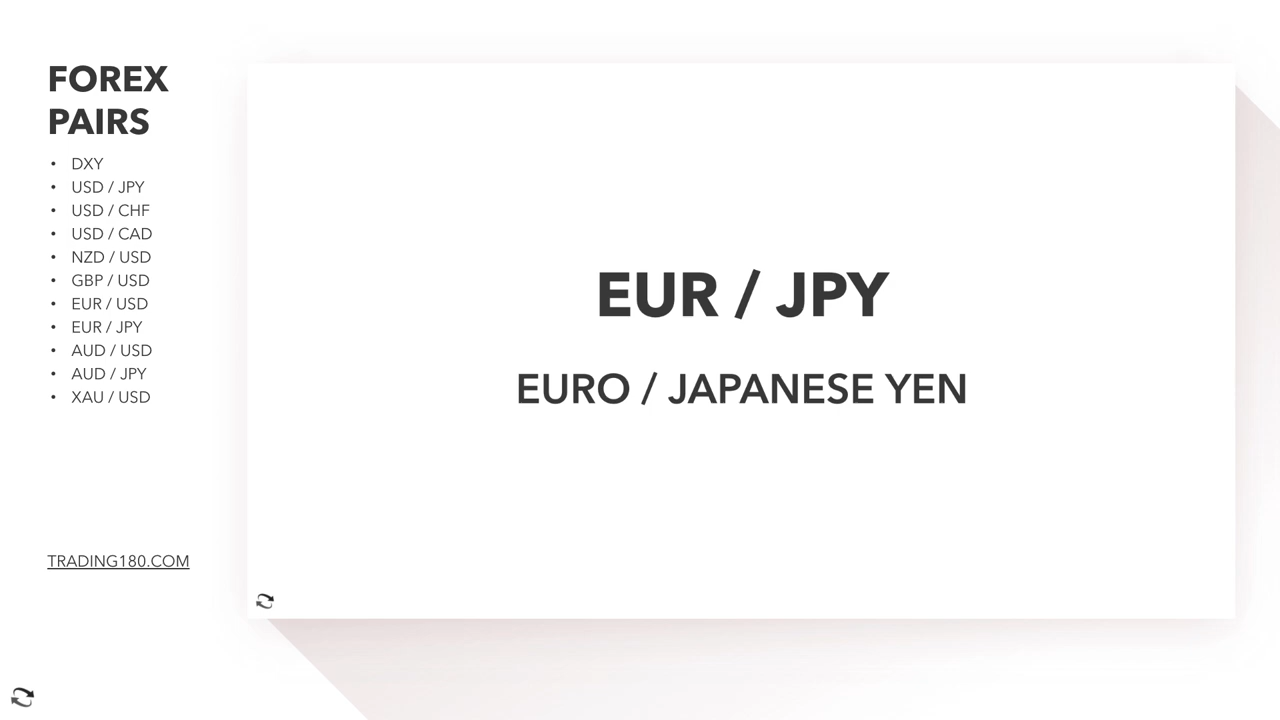 FOREX
PAIRS
• DXY
• USD / JPY
• USD / CHF
• USD / CAD
• NZD / USD
• GBP / USD
• EUR / USD
• EUR / JPY
• AUD / USD
• AUD / JPY
• XAU / USD
TRADING180.COM
EUR / JPY
EURO / JAPANESE YEN